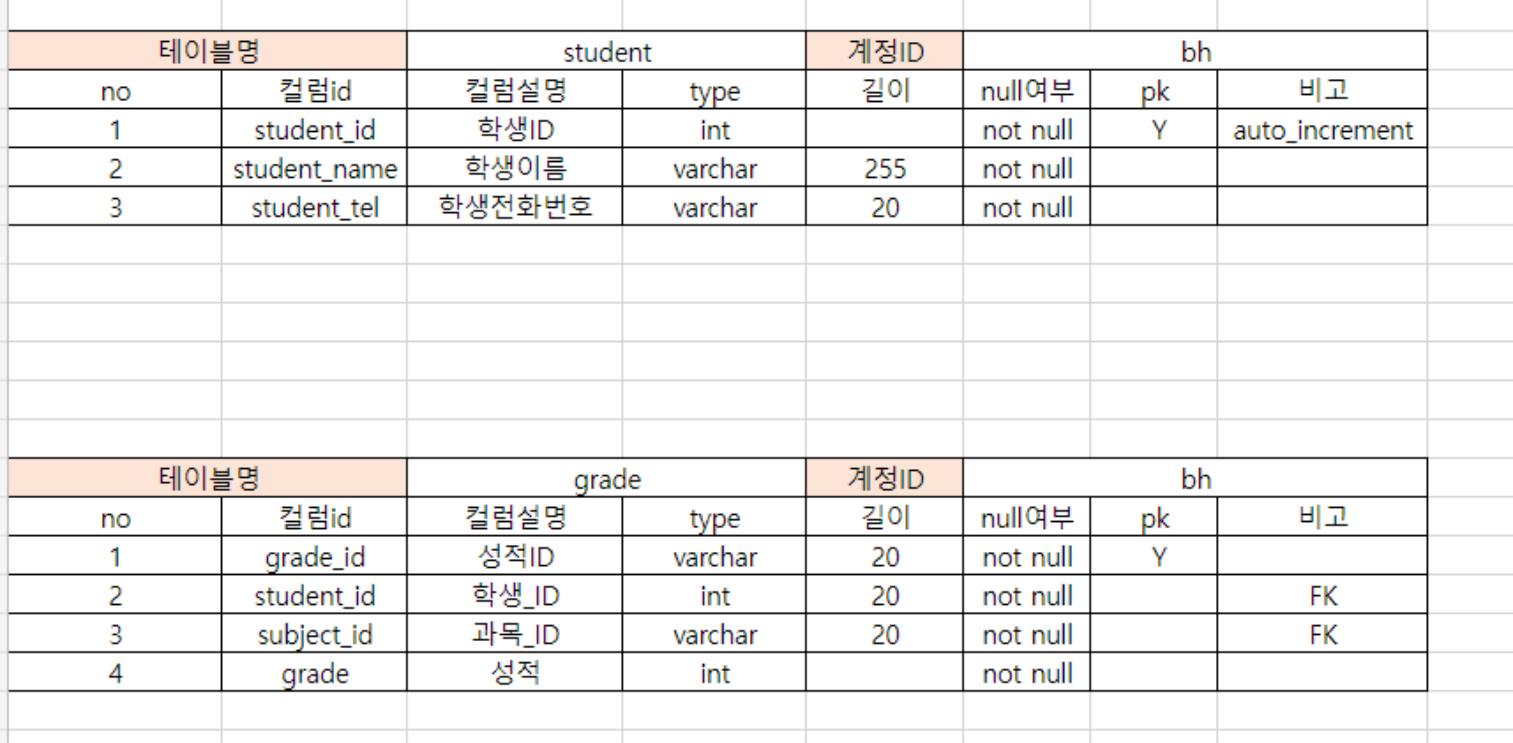 테이블명 student 계정ID bh
no 컬럼id 컬럼설명 type 길이 null여부 pk 비고
1 student_id 학생ID int not null Y auto_increment
2 student_name 학생이름 varchar 255 not null
3 student_tel 학생전화번호 varchar 20 not null
테이블명 grade 계정ID bh
no 컬럼id 컬럼설명 type 길이 null여부 pk 비고
1 grade_id 성적ID varchar 20 not null Y
2 student_id 학생_ID int 20 not null FK
3 subject_id 과목_ID varchar 20 not null FK
4 grade 성적 int not null